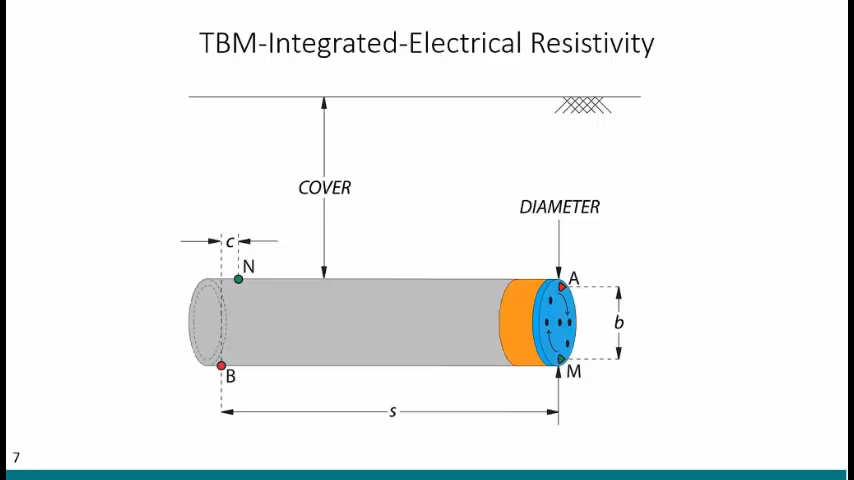 TBM-Integrated-Electrical Resistivity
COVER
DIAMETER
c
N
A
b
B
M
s
7